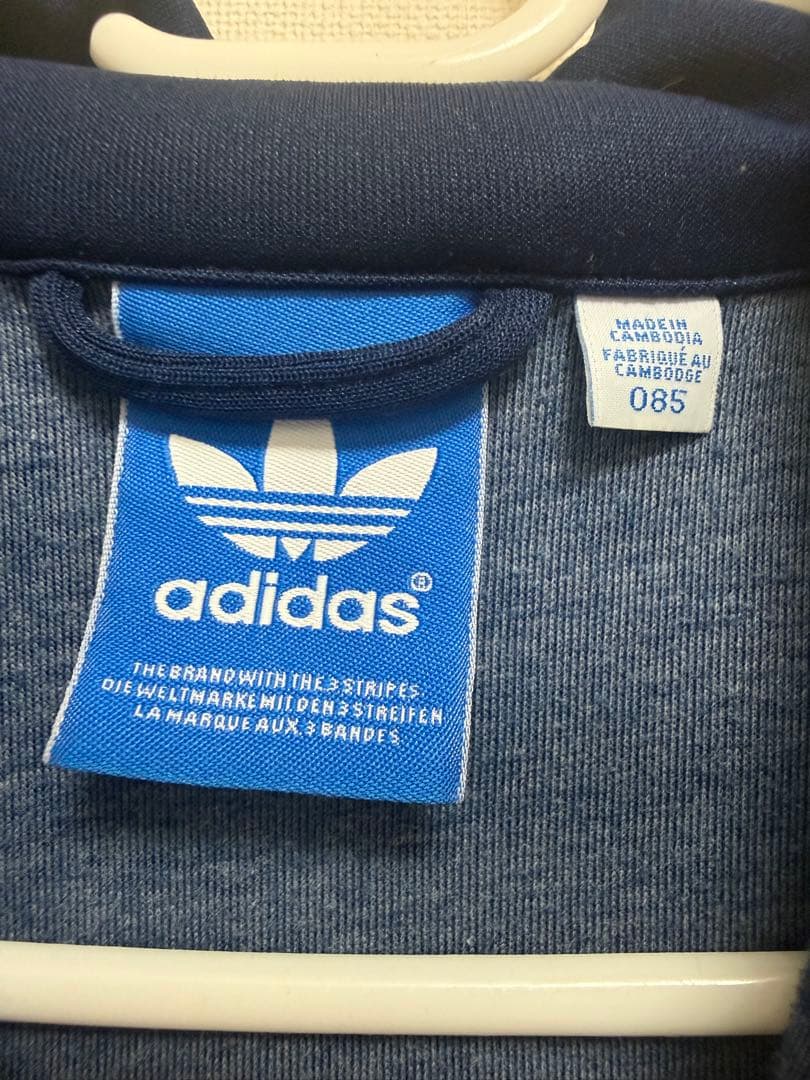 adidas®
THE BRAND WITH THE 3 STRIPES
DIE WELTMARKE MIT DEN 3 STREIFEN
LA MARQUE AUX 3 BANDES
MADE IN
CAMBODIA
FABRIQUÉ AU
CAMBODGE
085